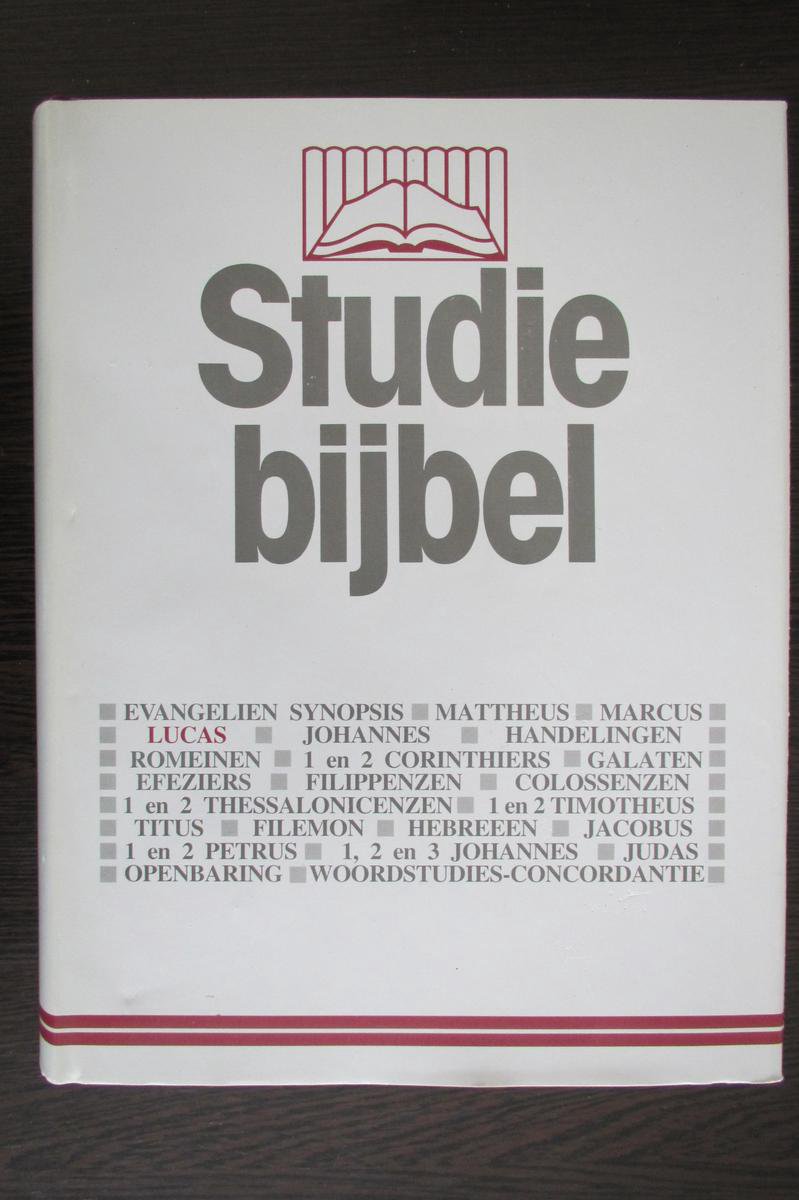 Studie
bijbel
EVANGELIEN SYNOPSIS MATTHEUS MARCUS
LUCAS JOHANNES HANDELINGEN
ROMEINEN 1 en 2 CORINTHIERS GALATEN
EFEZIERS FILIPPENZEN COLOSSENZEN
1 en 2 THESSALONICENZEN 1 en 2 TIMOTHEUS
TITUS FILEMON HEBREEEN JACOBUS
1 en 2 PETRUS 1, 2 en 3 JOHANNES JUDAS
OPENBARING WOORDSTUDIES-CONCORDANTIE